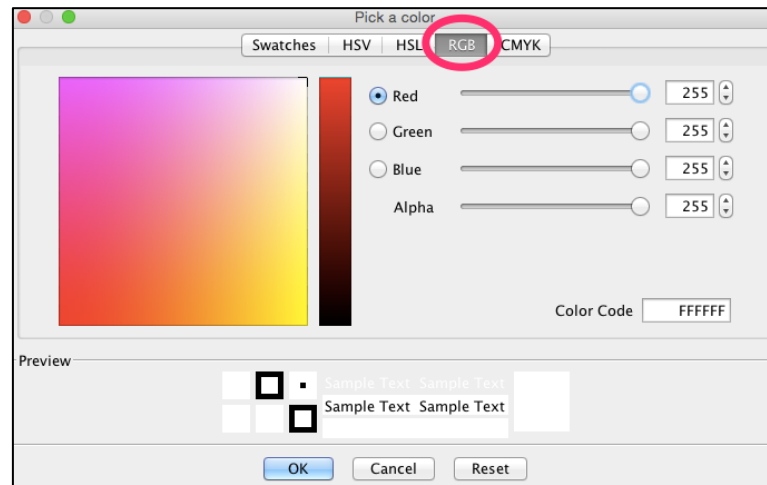 Pick a color
Swatches HSV HSL RGB CMYK
Red 255
Green 255
Blue 255
Alpha 255
Color Code FFFFFF
Preview
Sample Text Sample Text
Sample Text Sample Text
OK Cancel Reset